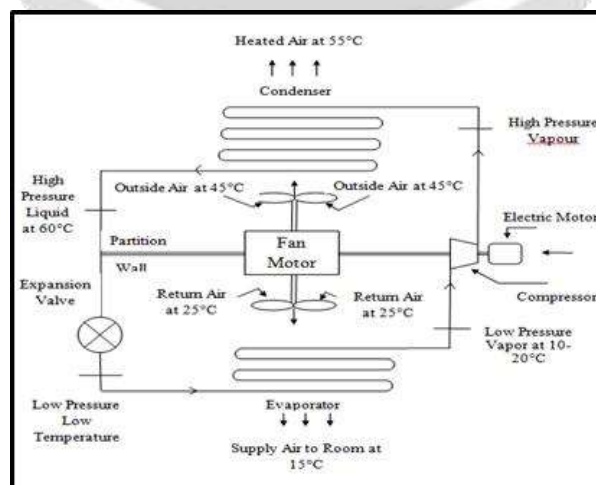 Heated Air at 55°C
Condenser
High Pressure
Vapour
Outside Air at 45°C
Outside Air at 45°C
High
Pressure
Liquid
at 60°C
Electric Motor
Partition
Wall
Fan
Motor
Expansion
Valve
Return Air
at 25°C
Return Air
at 25°C
Compressor
Low Pressure
Vapor at 10-
20°C
Low Pressure
Low
Temperature
Evaporator
Supply Air to Room at
15°C